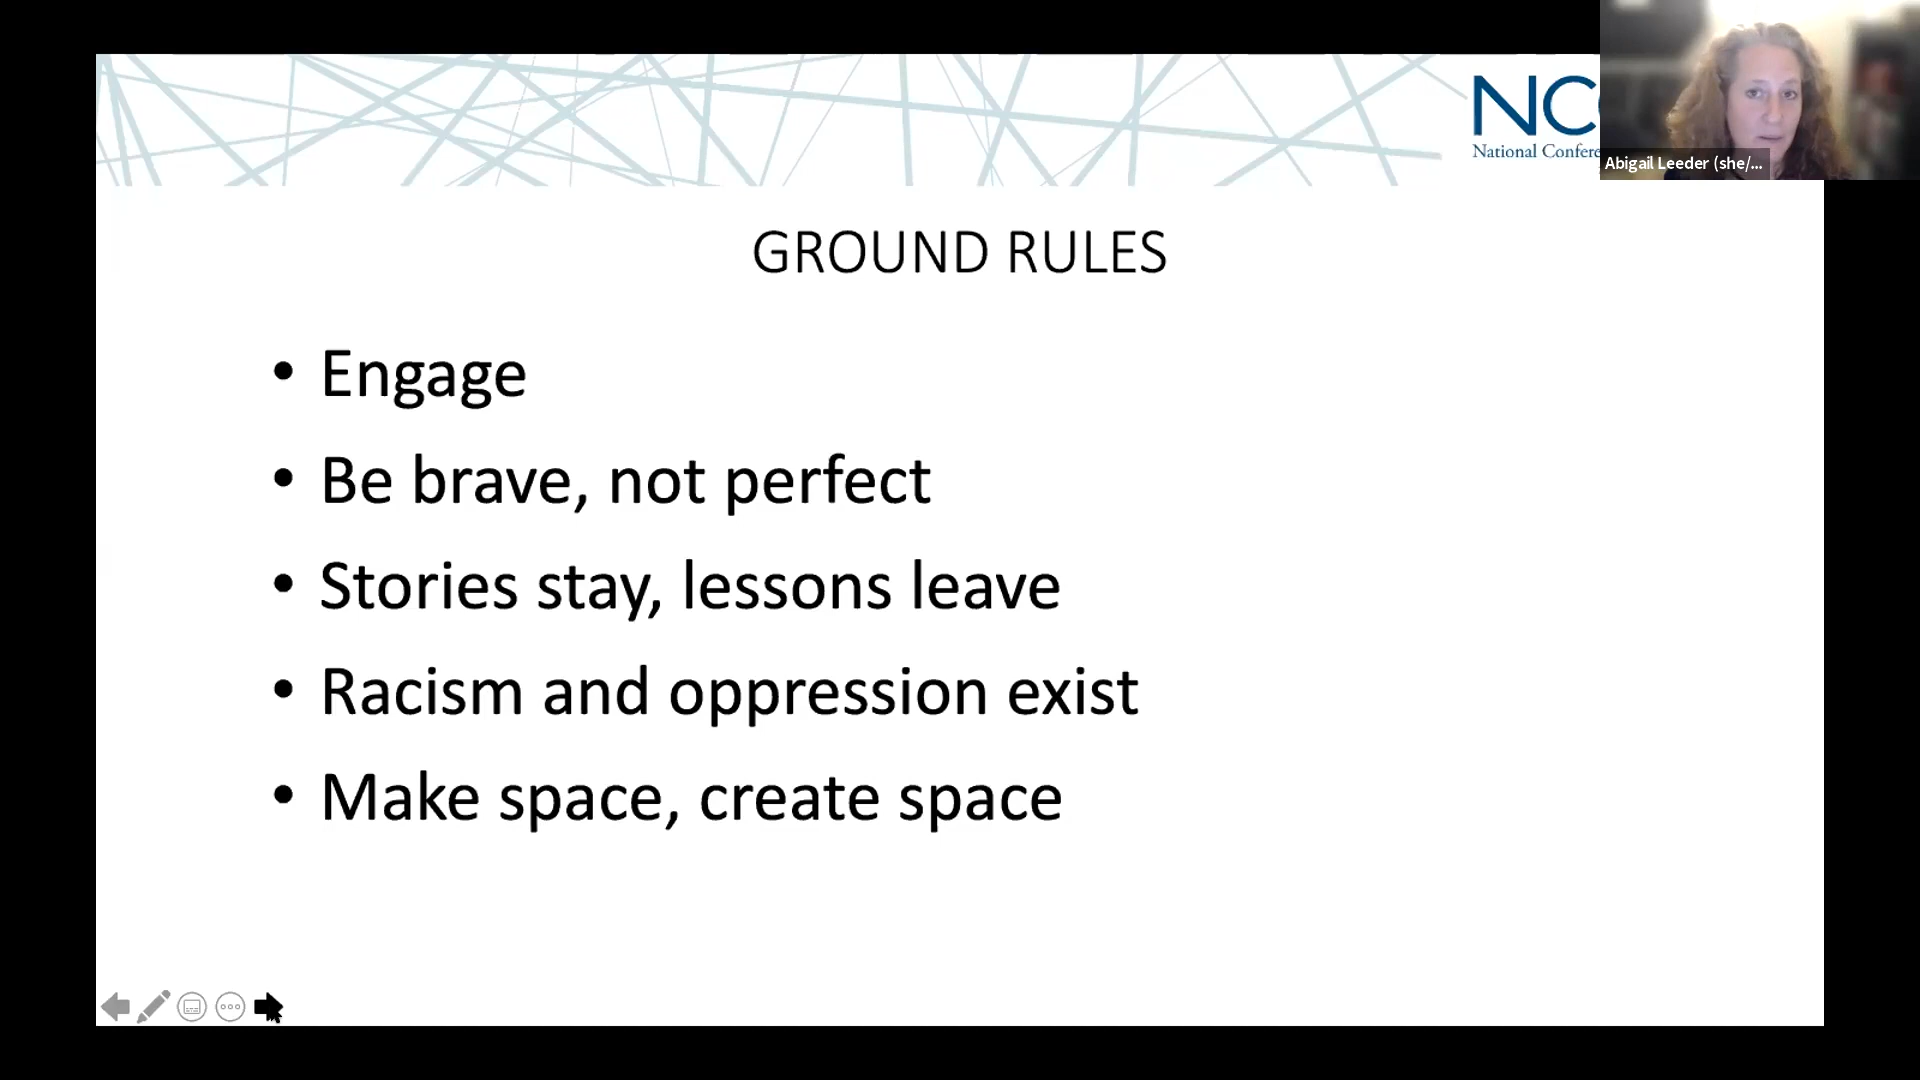 NC
National Confere
Abigail Leeder (she/...
GROUND RULES
• Engage
• Be brave, not perfect
• Stories stay, lessons leave
• Racism and oppression exist
• Make space, create space